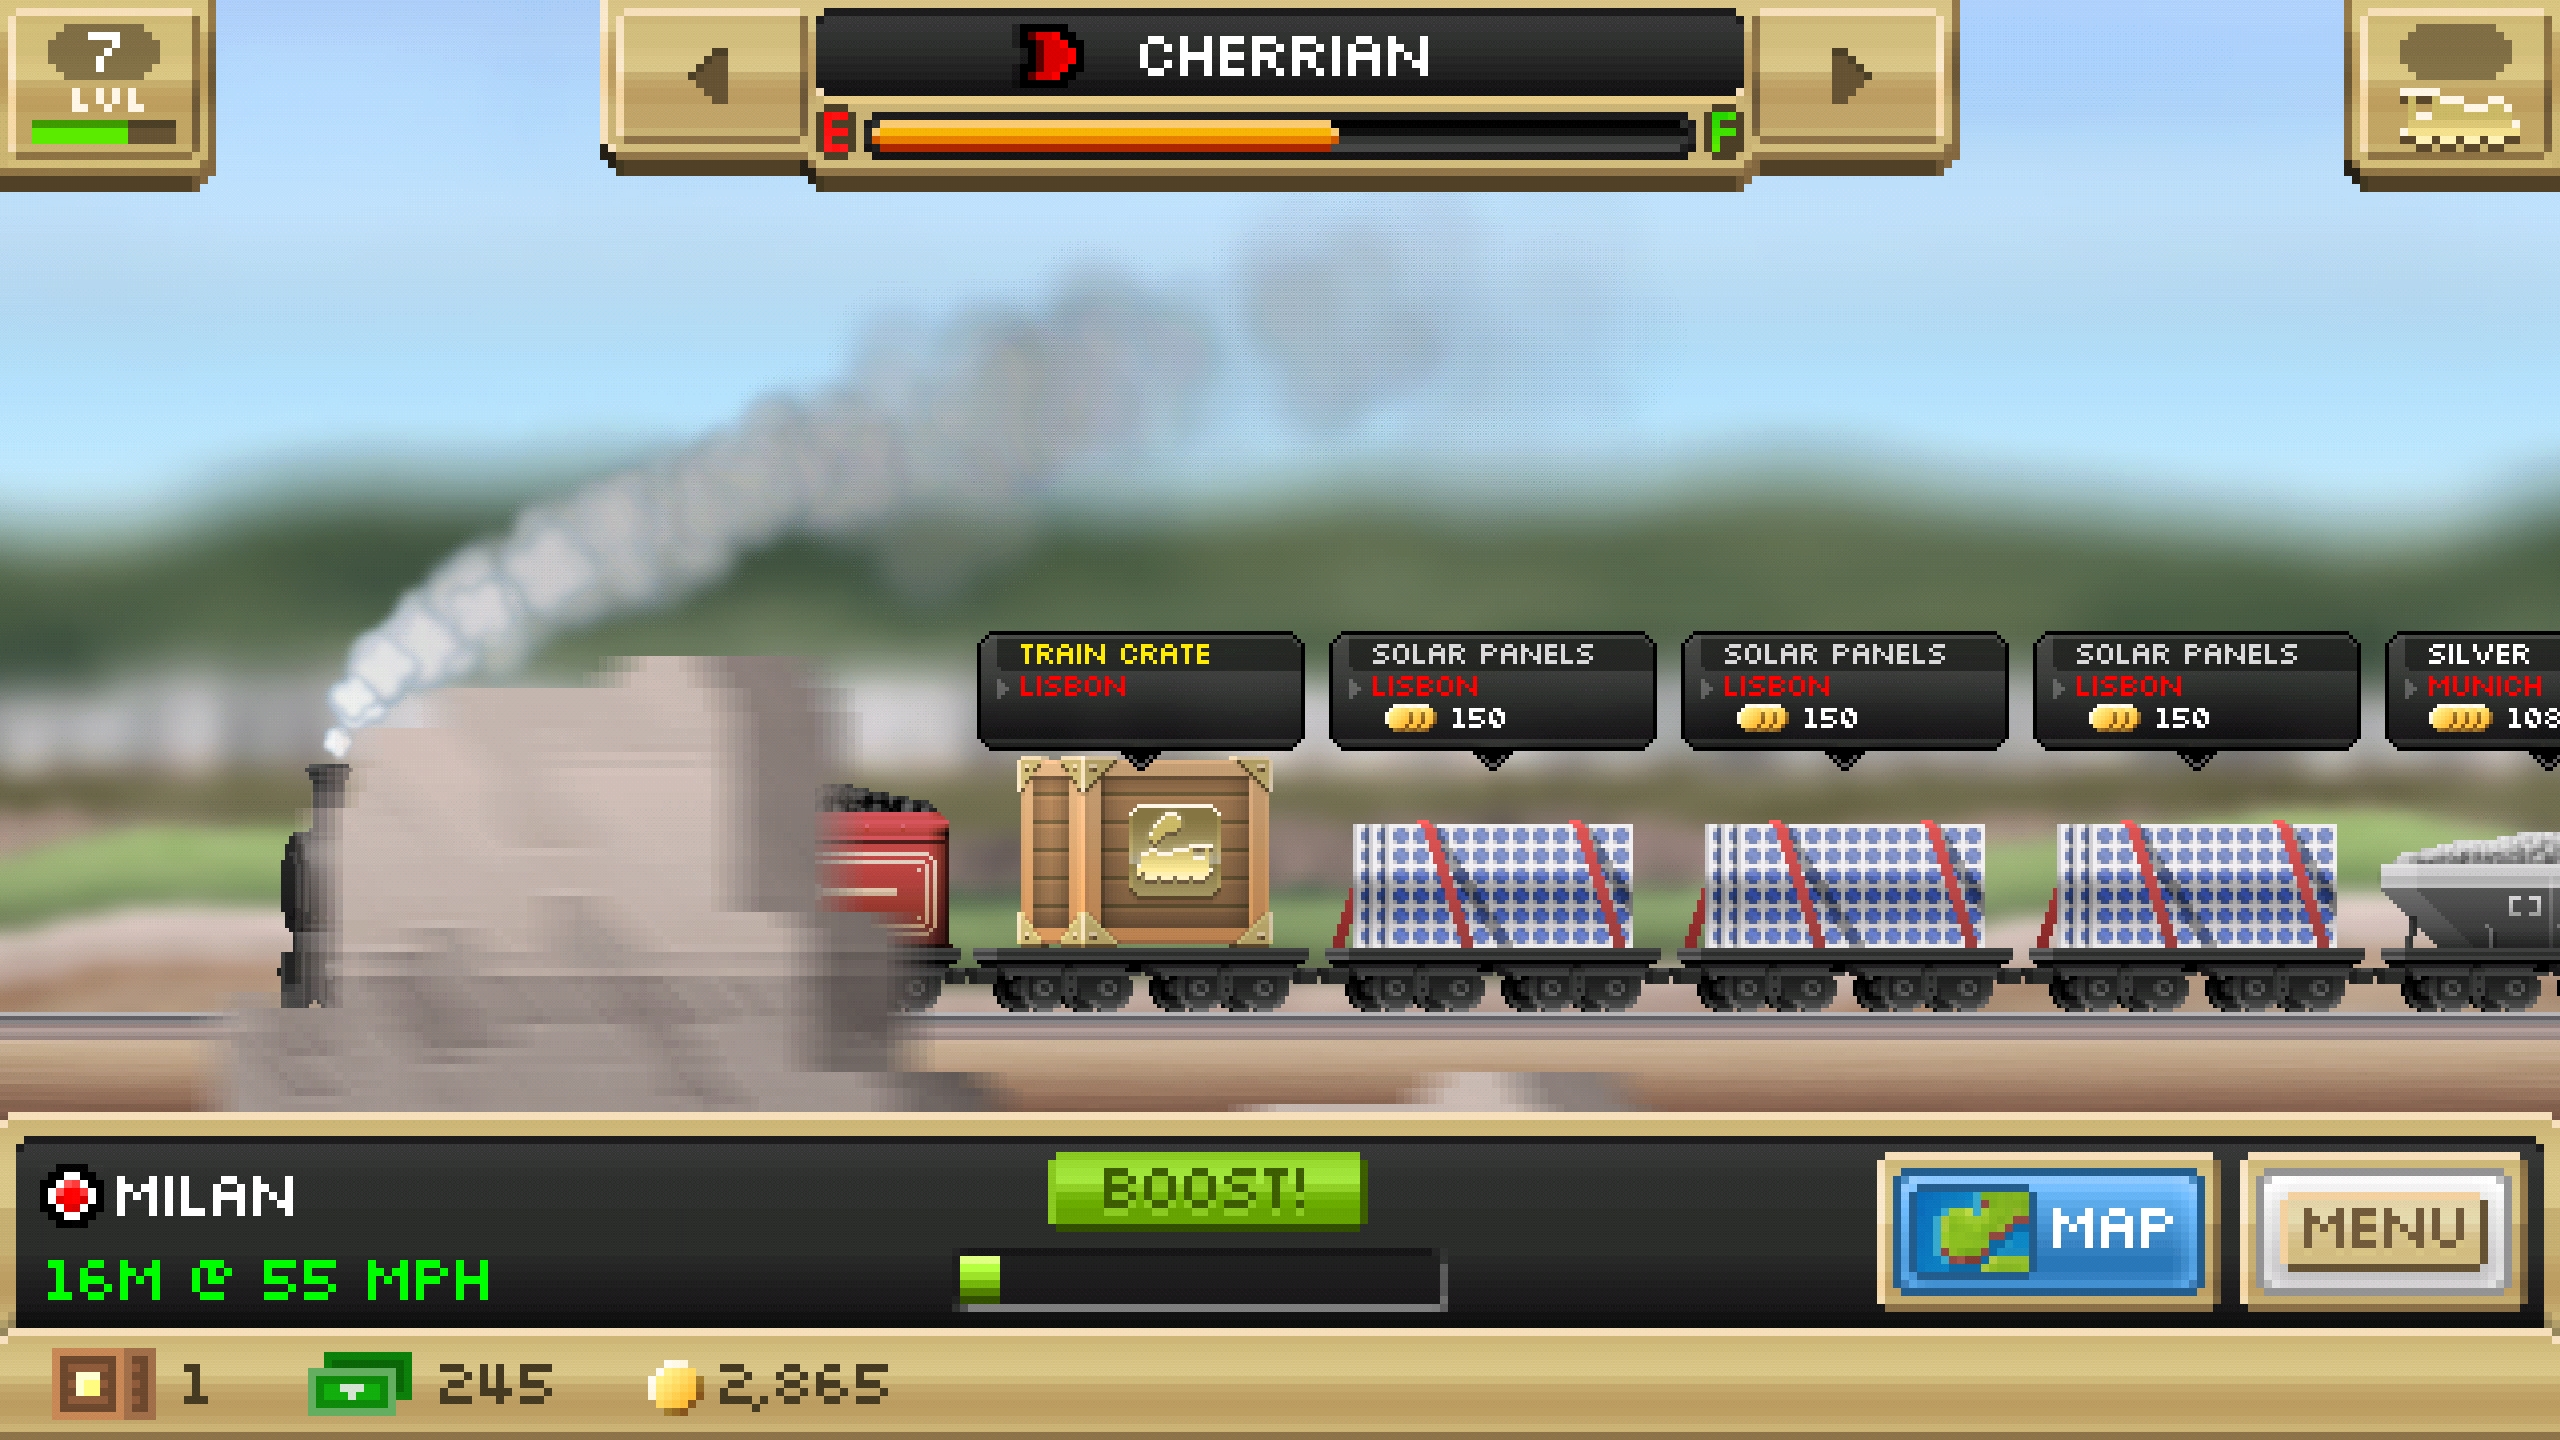 7
LVL
CHERRIAN
E F
TRAIN CRATE
LISBON
SOLAR PANELS
LISBON
150
SOLAR PANELS
LISBON
150
SOLAR PANELS
LISBON
150
SILVER
MUNICH
108
MILAN
16M @ 55 MPH
BOOST!
MAP
MENU
1
245
2,865